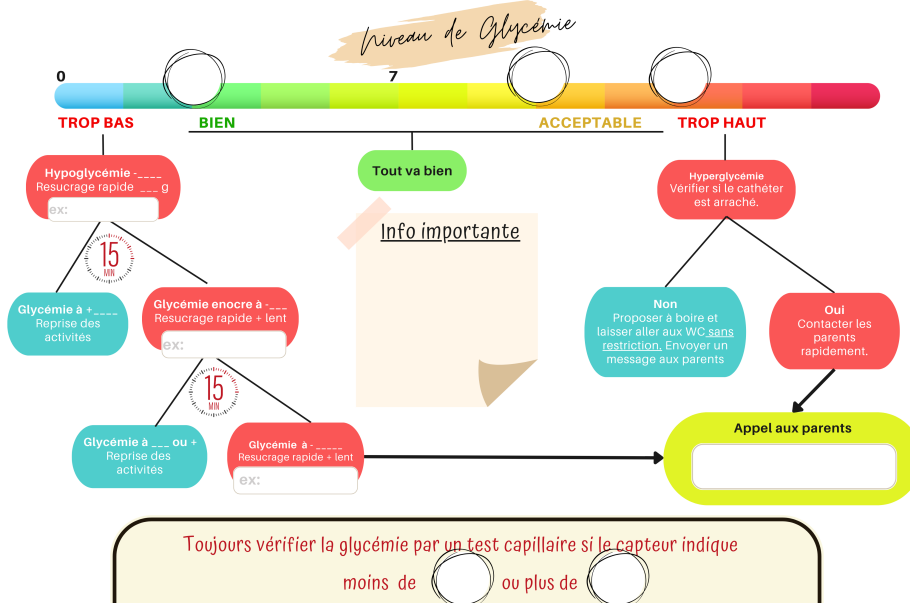 Niveau de Glycémie
0
7
TROP BAS
BIEN
ACCEPTABLE
TROP HAUT
Hypoglycémie -____
Resucrage rapide ___ g
ex:
Tout va bien
Hyperglycémie
Vérifier si le cathéter
est arraché.
Info importante
15
MIN
Glycémie à +____
Reprise des
activités
Glycémie enocre à -___
Resucrage rapide + lent
ex:
Non
Proposer à boire et
laisser aller aux WC sans
restriction. Envoyer un
message aux parents
Oui
Contacter les
parents
rapidement.
15
MIN
Glycémie à ___ ou +
Reprise des
activités
Glycémie à - _____
Resucrage rapide + lent
ex:
Appel aux parents
Toujours vérifier la glycémie par un test capillaire si le capteur indique
moins de ou plus de